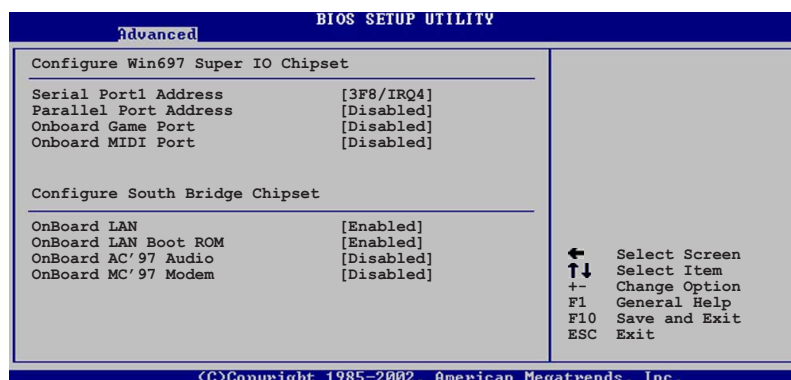 BIOS SETUP UTILITY
Advanced
Configure Win697 Super IO Chipset
Serial Port1 Address [3F8/IRQ4]
Parallel Port Address [Disabled]
Onboard Game Port [Disabled]
Onboard MIDI Port [Disabled]
Configure South Bridge Chipset
OnBoard LAN [Enabled]
OnBoard LAN Boot ROM [Enabled]
OnBoard AC'97 Audio [Disabled]
OnBoard MC'97 Modem [Disabled]
← Select Screen
↑↓ Select Item
+- Change Option
F1 General Help
F10 Save and Exit
ESC Exit
(C)Copyright 1985-2002, American Megatrends, Inc.